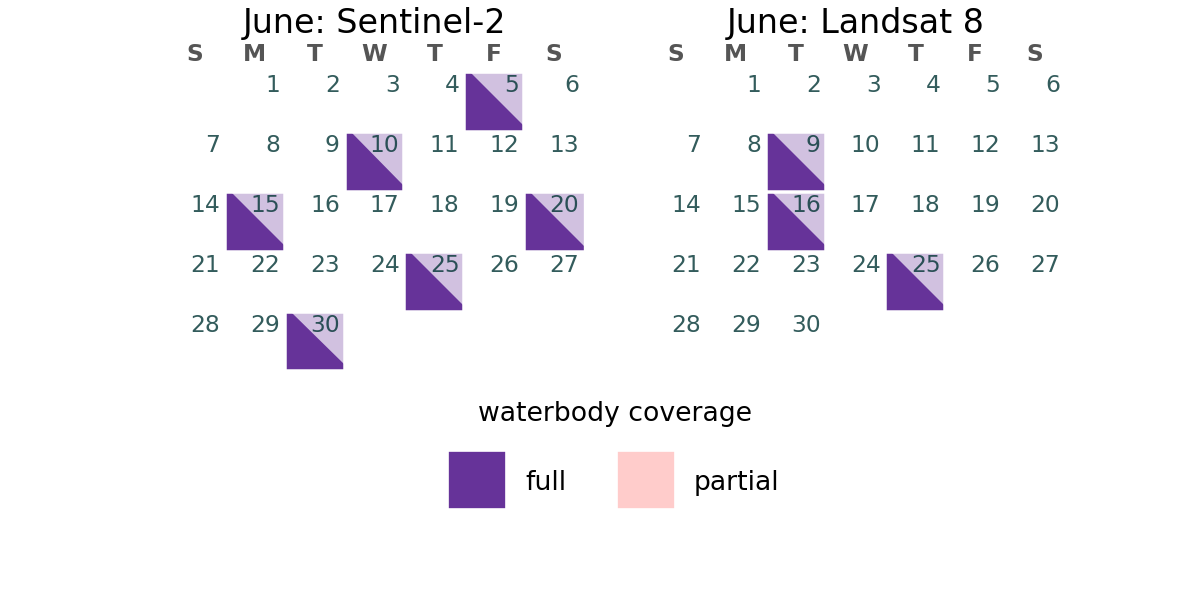 June: Sentinel-2
S M T W T F S
1 2 3 4 5 6
7 8 9 10 11 12 13
14 15 16 17 18 19 20
21 22 23 24 25 26 27
28 29 30
June: Landsat 8
S M T W T F S
1 2 3 4 5 6
7 8 9 10 11 12 13
14 15 16 17 18 19 20
21 22 23 24 25 26 27
28 29 30
waterbody coverage
full partial